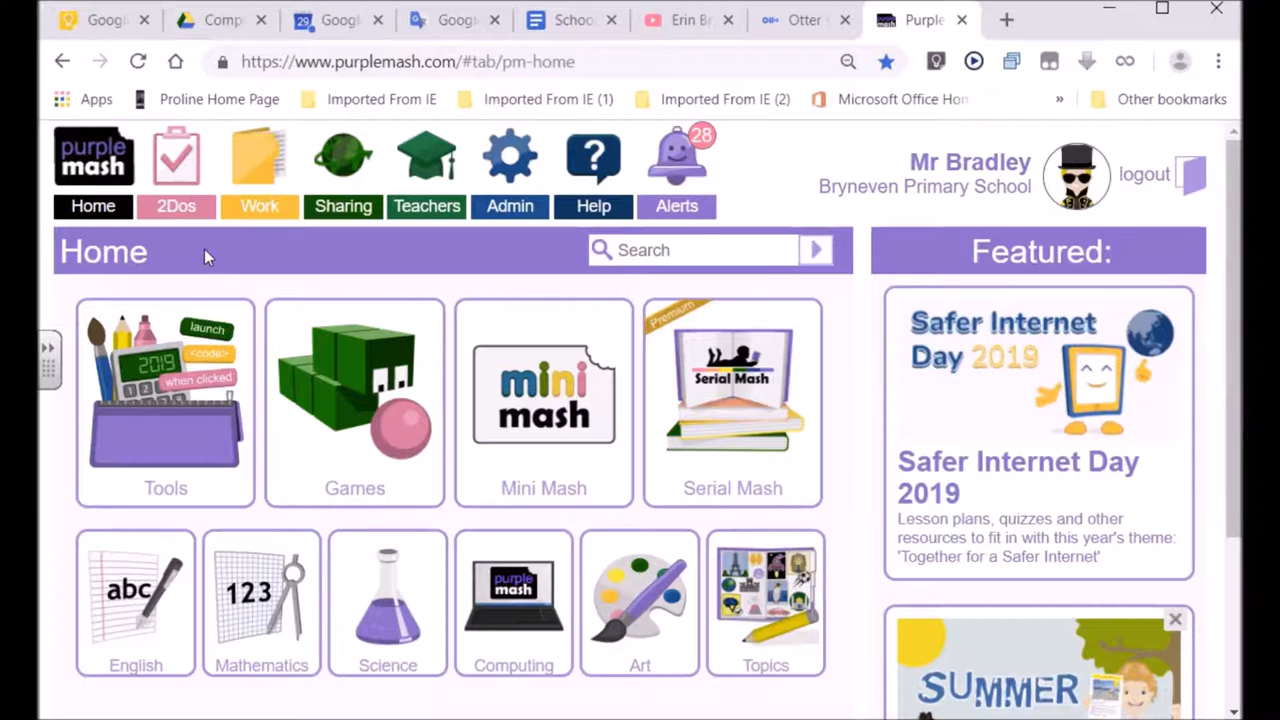 Googl
Comp
29
Googl
Googl
Schoo
Erin Br
Otter
Purple
https://www.purplemash.com/#tab/pm-home
Apps
Proline Home Page
Imported From IE
Imported From IE (1)
Imported From IE (2)
Microsoft Office Hon
»
Other bookmarks
purple
mash
28
Home
2Dos
Work
Sharing
Teachers
Admin
Help
Alerts
Mr Bradley
Bryneven Primary School
logout
Home
Search
Featured:
launch
<code>
when clicked
2019
Tools
Games
mini
mash
Mini Mash
Premium
Serial Mash
Serial Mash
Safer Internet
Day 2019
Safer Internet Day
2019
Lesson plans, quizzes and other
resources to fit in with this year's theme:
'Together for a Safer Internet'
abc
English
123
Mathematics
Science
purple
mash
Computing
Art
Topics
SUMMER